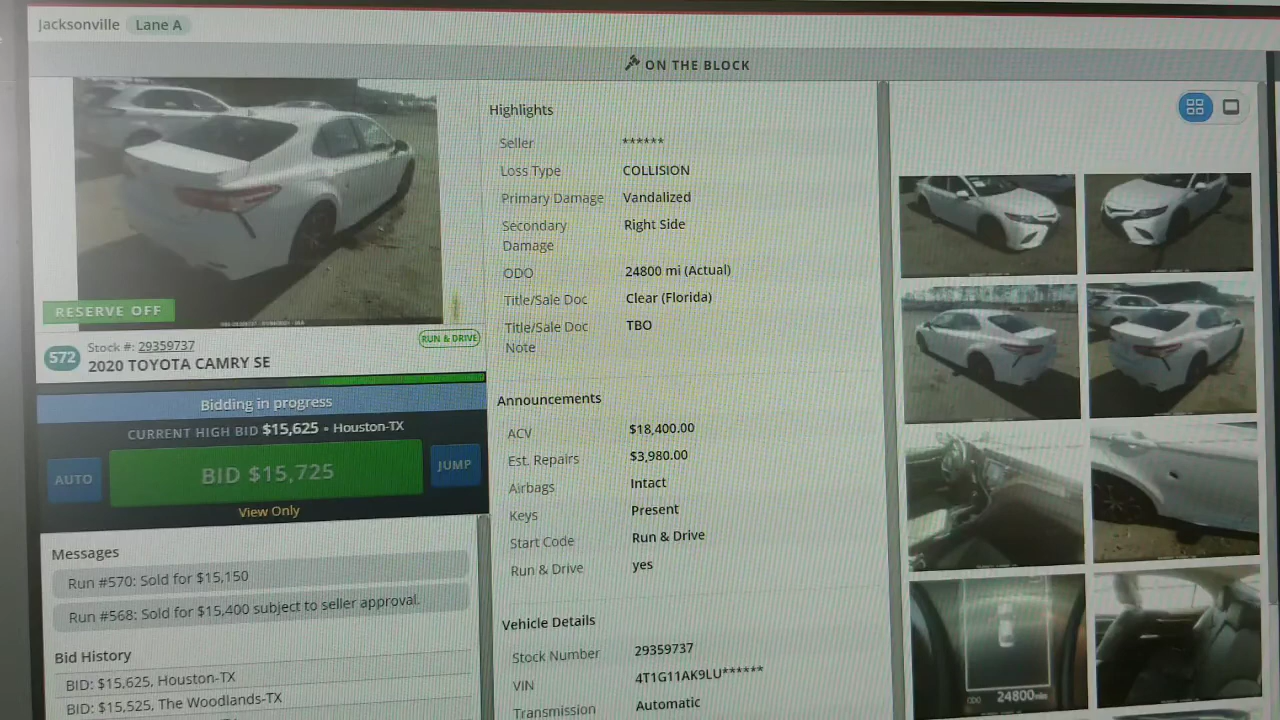 Jacksonville Lane A
ON THE BLOCK
RESERVE OFF
572
Stock #: 29359737
2020 TOYOTA CAMRY SE
RUN & DRIVE
Bidding in progress
CURRENT HIGH BID $15,625 • Houston-TX
AUTO
BID $15,725
JUMP
View Only
Messages
Run #570: Sold for $15,150
Run #568: Sold for $15,400 subject to seller approval.
Bid History
BID: $15,625, Houston-TX
BID: $15,525, The Woodlands-TX
Highlights
Seller ******
Loss Type COLLISION
Primary Damage Vandalized
Secondary Damage Right Side
ODO 24800 mi (Actual)
Title/Sale Doc Clear (Florida)
Title/Sale Doc Note TBO
Announcements
ACV $18,400.00
Est. Repairs $3,980.00
Airbags Intact
Keys Present
Start Code Run & Drive
Run & Drive yes
Vehicle Details
Stock Number 29359737
VIN 4T1G11AK9LU******
Transmission Automatic
ODO 24800 miles